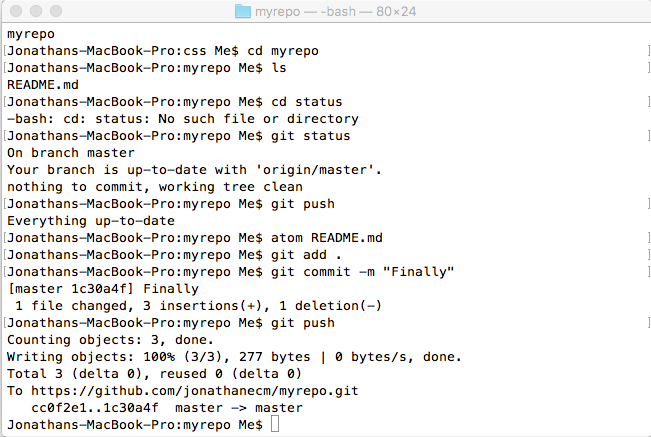 myrepo — -bash — 80×24
myrepo
[Jonathans-MacBook-Pro:css Me$ cd myrepo ]
[Jonathans-MacBook-Pro:myrepo Me$ ls ]
README.md
[Jonathans-MacBook-Pro:myrepo Me$ cd status ]
-bash: cd: status: No such file or directory
[Jonathans-MacBook-Pro:myrepo Me$ git status ]
On branch master
Your branch is up-to-date with 'origin/master'.
nothing to commit, working tree clean
[Jonathans-MacBook-Pro:myrepo Me$ git push ]
Everything up-to-date
[Jonathans-MacBook-Pro:myrepo Me$ atom README.md ]
[Jonathans-MacBook-Pro:myrepo Me$ git add . ]
[Jonathans-MacBook-Pro:myrepo Me$ git commit -m "Finally" ]
[master 1c30a4f] Finally
 1 file changed, 3 insertions(+), 1 deletion(-)
[Jonathans-MacBook-Pro:myrepo Me$ git push ]
Counting objects: 3, done.
Writing objects: 100% (3/3), 277 bytes | 0 bytes/s, done.
Total 3 (delta 0), reused 0 (delta 0)
To https://github.com/jonathanecm/myrepo.git
   cc0f2e1..1c30a4f  master -> master
Jonathans-MacBook-Pro:myrepo Me$